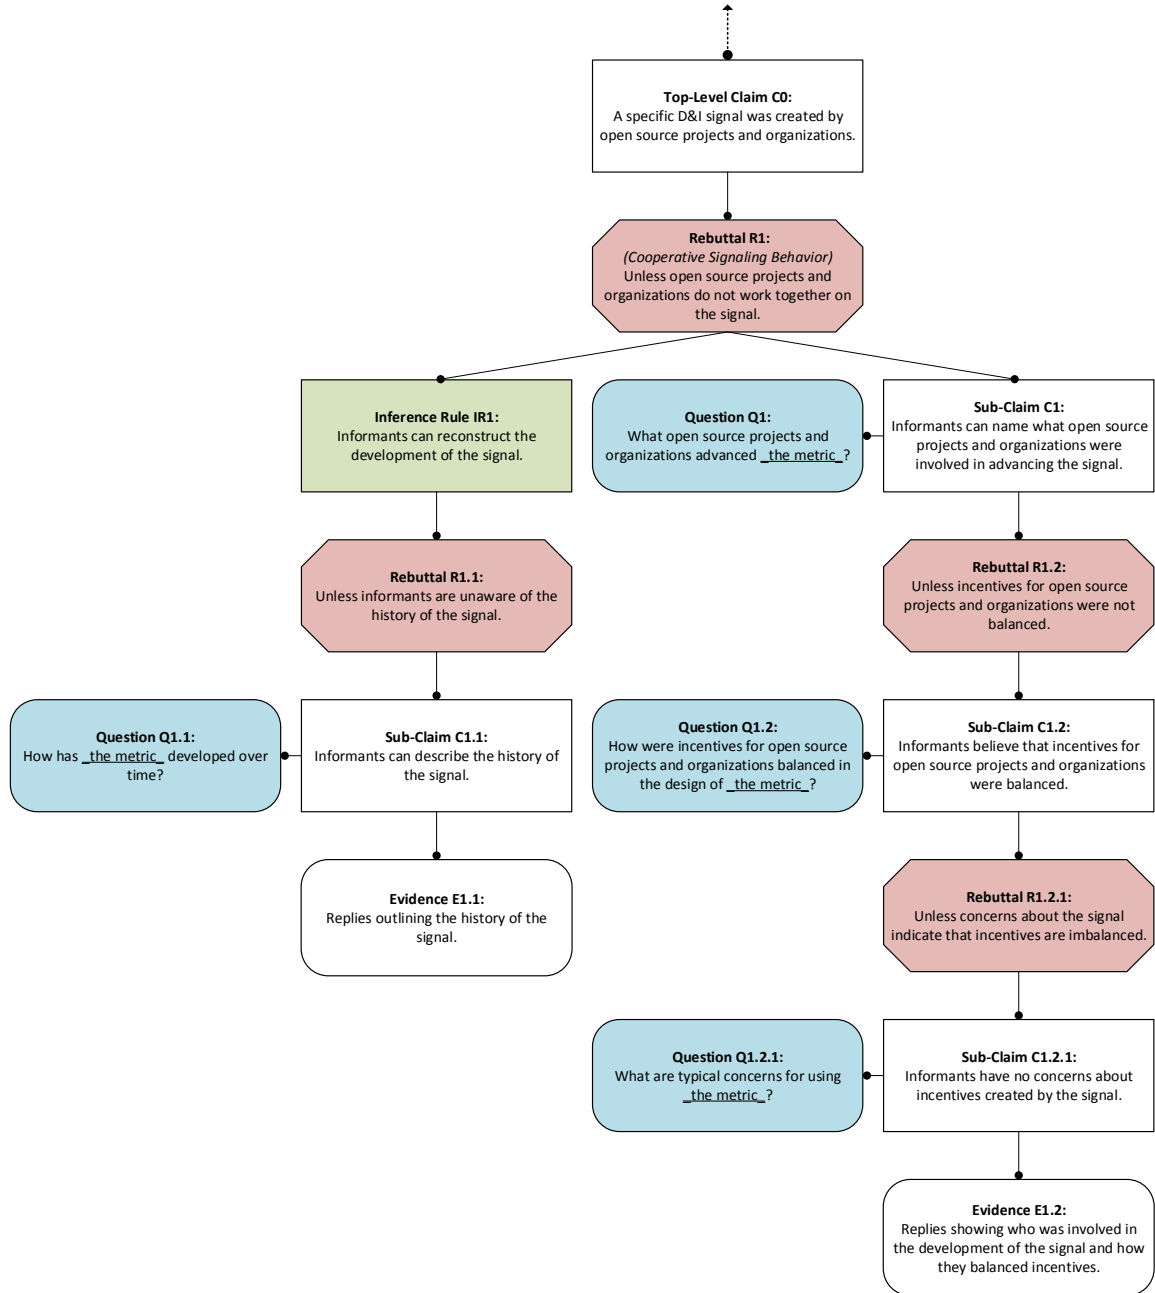 Top-Level Claim C0:
A specific D&I signal was created by
open source projects and organizations.
Rebuttal R1:
(Cooperative Signaling Behavior)
Unless open source projects and
organizations do not work together on
the signal.
Inference Rule IR1:
Informants can reconstruct the
development of the signal.
Question Q1:
What open source projects and
organizations advanced _the metric_?
Sub-Claim C1:
Informants can name what open source
projects and organizations were
involved in advancing the signal.
Rebuttal R1.1:
Unless informants are unaware of the
history of the signal.
Rebuttal R1.2:
Unless incentives for open source
projects and organizations were not
balanced.
Question Q1.1:
How has _the metric_ developed over
time?
Sub-Claim C1.1:
Informants can describe the history of
the signal.
Question Q1.2:
How were incentives for open source
projects and organizations balanced in
the design of _the metric_?
Sub-Claim C1.2:
Informants believe that incentives for
open source projects and organizations
were balanced.
Evidence E1.1:
Replies outlining the history of the
signal.
Rebuttal R1.2.1:
Unless concerns about the signal
indicate that incentives are imbalanced.
Question Q1.2.1:
What are typical concerns for using
_the metric_?
Sub-Claim C1.2.1:
Informants have no concerns about
incentives created by the signal.
Evidence E1.2:
Replies showing who was involved in
the development of the signal and how
they balanced incentives.